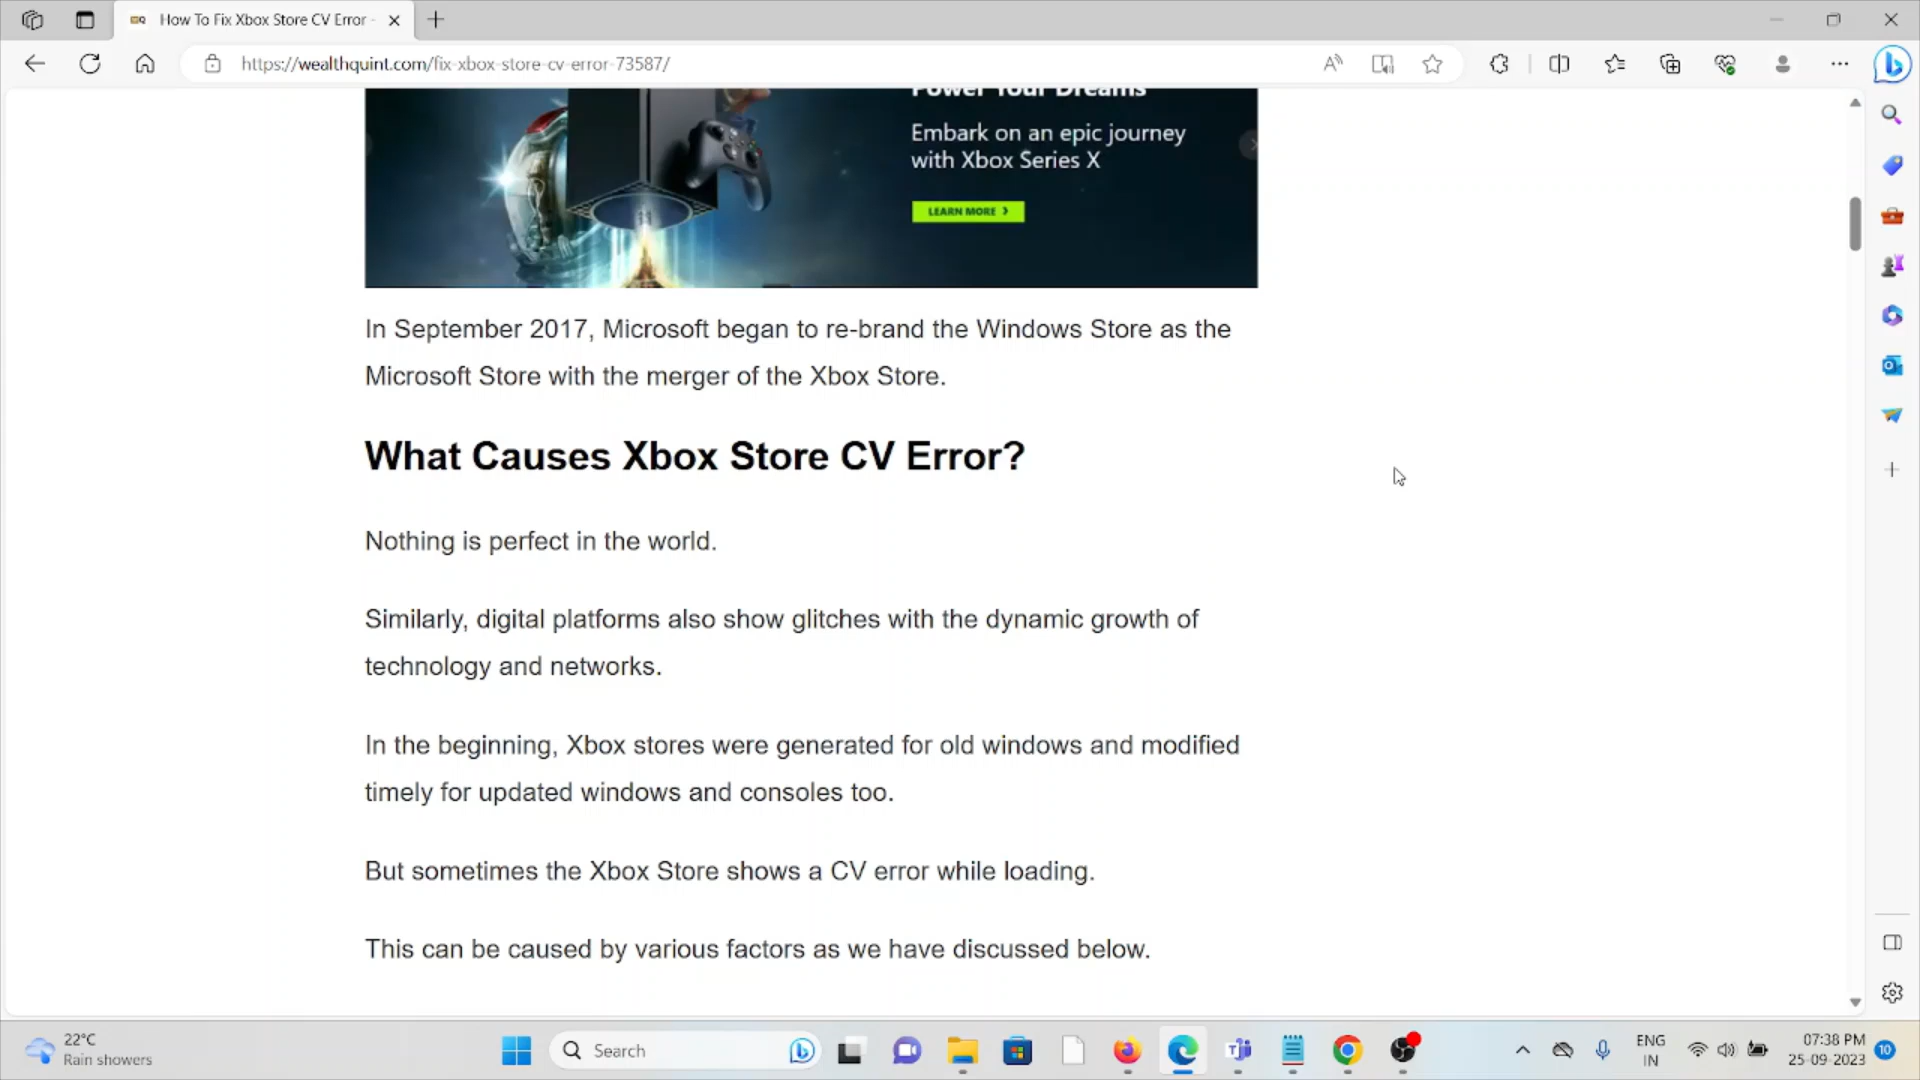 How To Fix Xbox Store CV Error -
https://wealthquint.com/fix-xbox-store-cv-error-73587/
Power Your Dreams
Embark on an epic journey
with Xbox Series X
LEARN MORE
In September 2017, Microsoft began to re-brand the Windows Store as the
Microsoft Store with the merger of the Xbox Store.
What Causes Xbox Store CV Error?
Nothing is perfect in the world.
Similarly, digital platforms also show glitches with the dynamic growth of
technology and networks.
In the beginning, Xbox stores were generated for old windows and modified
timely for updated windows and consoles too.
But sometimes the Xbox Store shows a CV error while loading.
This can be caused by various factors as we have discussed below.
22°C
Rain showers
Search
ENG
IN
07:38 PM
25-09-2023
10